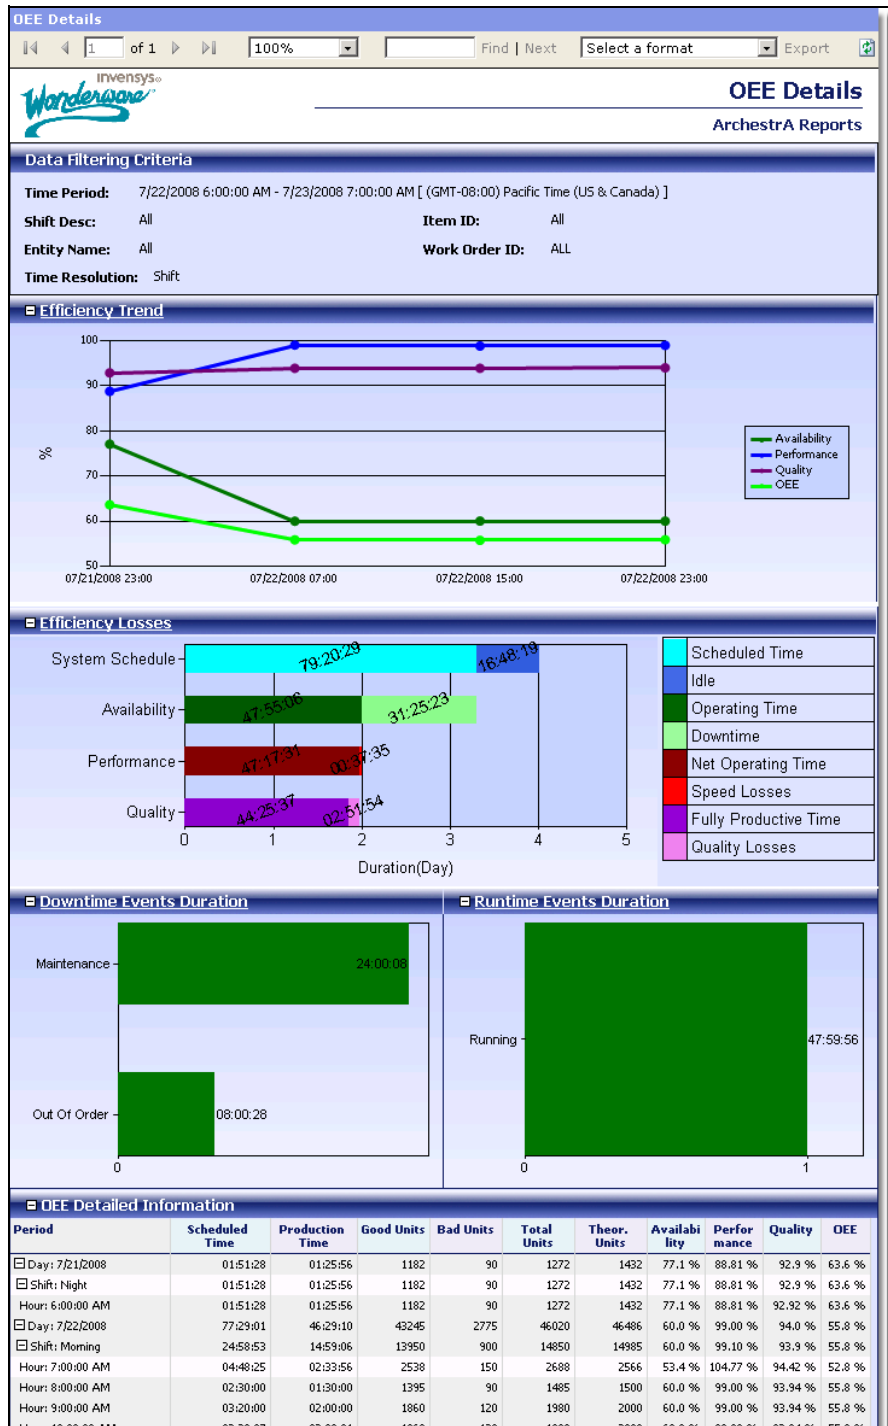 OEE Details
1 of 1 100% Find | Next Select a format Export
invensys
Wonderware
OEE Details
ArchestrA Reports
Data Filtering Criteria
Time Period: 7/22/2008 6:00:00 AM - 7/23/2008 7:00:00 AM [ (GMT-08:00) Pacific Time (US & Canada) ]
Shift Desc: All Item ID: All
Entity Name: All Work Order ID: ALL
Time Resolution: Shift
Efficiency Trend
100
90
80
70
60
50
%
07/21/2008 23:00 07/22/2008 07:00 07/22/2008 15:00 07/22/2008 23:00
Availability
Performance
Quality
OEE
Efficiency Losses
System Schedule 79:20:29 16:48:19
Availability 47:55:06 31:25:23
Performance 47:17:31 00:37:35
Quality 44:25:37 02:51:54
0 1 2 3 4 5
Duration(Day)
Scheduled Time
Idle
Operating Time
Downtime
Net Operating Time
Speed Losses
Fully Productive Time
Quality Losses
Downtime Events Duration
Maintenance 24:00:08
Out Of Order 08:00:28
0
Runtime Events Duration
Running 47:59:56
0 1
OEE Detailed Information
Period Scheduled Time Production Time Good Units Bad Units Total Units Theor. Units Availabi lity Perfor mance Quality OEE
Day: 7/21/2008 01:51:28 01:25:56 1182 90 1272 1432 77.1 % 88.81 % 92.9 % 63.6 %
Shift: Night 01:51:28 01:25:56 1182 90 1272 1432 77.1 % 88.81 % 92.9 % 63.6 %
Hour: 6:00:00 AM 01:51:28 01:25:56 1182 90 1272 1432 77.1 % 88.81 % 92.92 % 63.6 %
Day: 7/22/2008 77:29:01 46:29:10 43245 2775 46020 46486 60.0 % 99.00 % 94.0 % 55.8 %
Shift: Morning 24:58:53 14:59:06 13950 900 14850 14985 60.0 % 99.10 % 93.9 % 55.8 %
Hour: 7:00:00 AM 04:48:25 02:33:56 2538 150 2688 2566 53.4 % 104.77 % 94.42 % 52.8 %
Hour: 8:00:00 AM 02:30:00 01:30:00 1395 90 1485 1500 60.0 % 99.00 % 93.94 % 55.8 %
Hour: 9:00:00 AM 03:20:00 02:00:00 1860 120 1980 2000 60.0 % 99.00 % 93.94 % 55.8 %